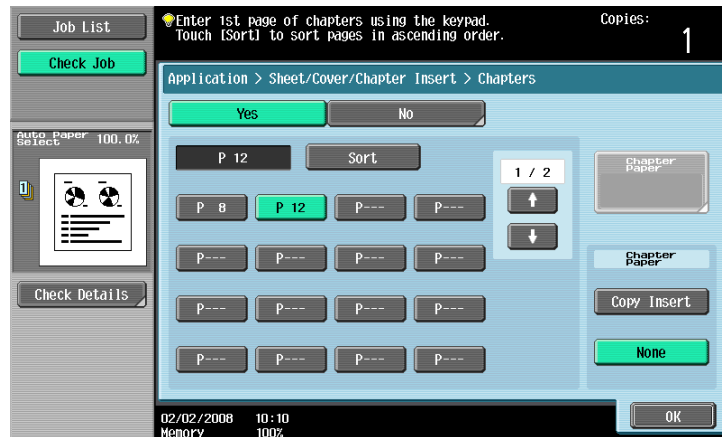 Job List
Check Job
Enter 1st page of chapters using the keypad.
Touch [Sort] to sort pages in ascending order.
Copies:
1
Application > Sheet/Cover/Chapter Insert > Chapters
Yes
No
Auto Paper
Select
100.0%
1
Check Details
P 12
Sort
1 / 2
P 8
P 12
P---
P---
P---
P---
P---
P---
P---
P---
P---
P---
P---
P---
P---
P---
Chapter
Paper
Chapter
Paper
Copy Insert
None
02/02/2008 10:10
Memory 100%
OK